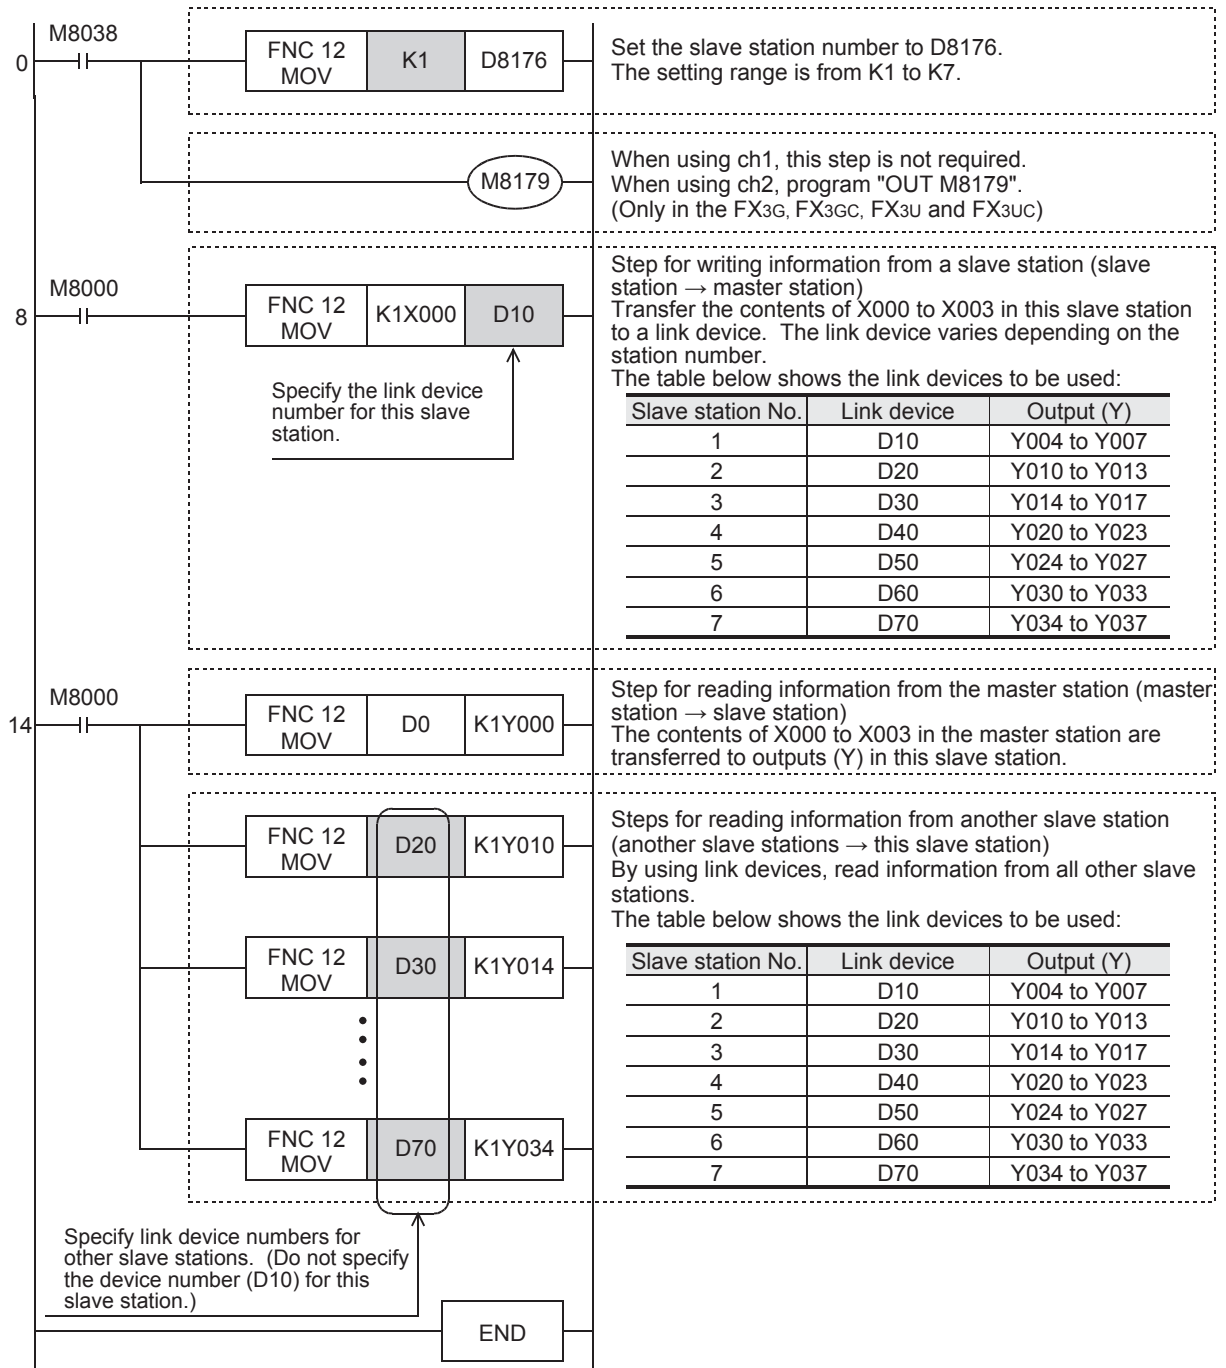 M8038
0
FNC 12
MOV
K1
D8176
Set the slave station number to D8176.
The setting range is from K1 to K7.
M8179
When using ch1, this step is not required.
When using ch2, program "OUT M8179".
(Only in the FX3G, FX3GC, FX3U and FX3UC)
M8000
8
FNC 12
MOV
K1X000
D10
Specify the link device
number for this slave
station.
Step for writing information from a slave station (slave
station → master station)
Transfer the contents of X000 to X003 in this slave station
to a link device. The link device varies depending on the
station number.
The table below shows the link devices to be used:
Slave station No. Link device Output (Y)
1 D10 Y004 to Y007
2 D20 Y010 to Y013
3 D30 Y014 to Y017
4 D40 Y020 to Y023
5 D50 Y024 to Y027
6 D60 Y030 to Y033
7 D70 Y034 to Y037
M8000
14
FNC 12
MOV
D0
K1Y000
Step for reading information from the master station (master
station → slave station)
The contents of X000 to X003 in the master station are
transferred to outputs (Y) in this slave station.
FNC 12
MOV
D20
K1Y010
FNC 12
MOV
D30
K1Y014
FNC 12
MOV
D70
K1Y034
Steps for reading information from another slave station
(another slave stations → this slave station)
By using link devices, read information from all other slave
stations.
The table below shows the link devices to be used:
Slave station No. Link device Output (Y)
1 D10 Y004 to Y007
2 D20 Y010 to Y013
3 D30 Y014 to Y017
4 D40 Y020 to Y023
5 D50 Y024 to Y027
6 D60 Y030 to Y033
7 D70 Y034 to Y037
Specify link device numbers for
other slave stations. (Do not specify
the device number (D10) for this
slave station.)
END